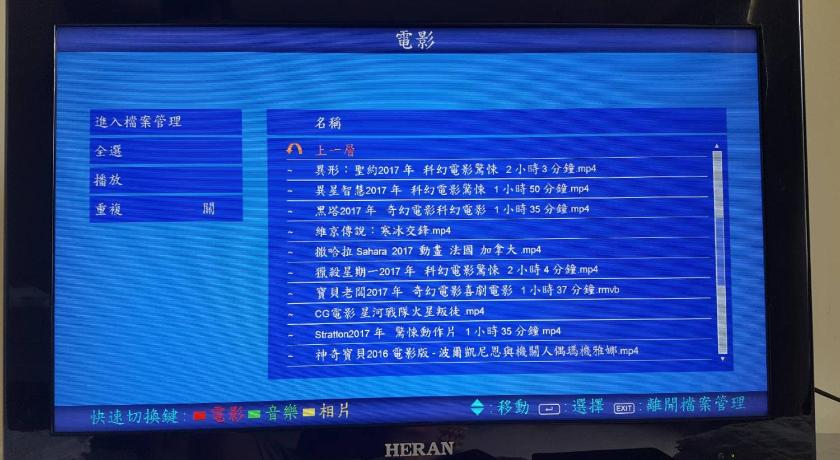 電影
進入檔案管理
全選
播放
重複 關
名稱
上一層
~ 異形：聖約2017 年 科幻電影驚悚 2 小時 3 分鐘.mp4
~ 異星智慧2017 年 科幻電影驚悚 1 小時 50 分鐘.mp4
~ 黑塔2017 年 奇幻電影科幻電影 1 小時 35 分鐘.mp4
~ 維京傳說：寒冰交鋒.mp4
~ 撒哈拉 Sahara 2017 動畫 法國 加拿大 .mp4
~ 獵殺星期一2017 年 科幻電影驚悚 2 小時 4 分鐘.mp4
~ 寶貝老闆2017 年 奇幻電影喜劇電影 1 小時 37 分鐘.rmvb
~ CG電影 星河戰隊火星叛徒 .mp4
~ Stratton2017 年 驚悚動作片 1 小時 35 分鐘.mp4
~ 神奇寶貝2016 電影版 - 波爾凱尼恩與機關人偶瑪機雅娜.mp4
快速切換鍵：電影 音樂 相片 ：移動 ：選擇 EXIT：離開檔案管理
HERAN